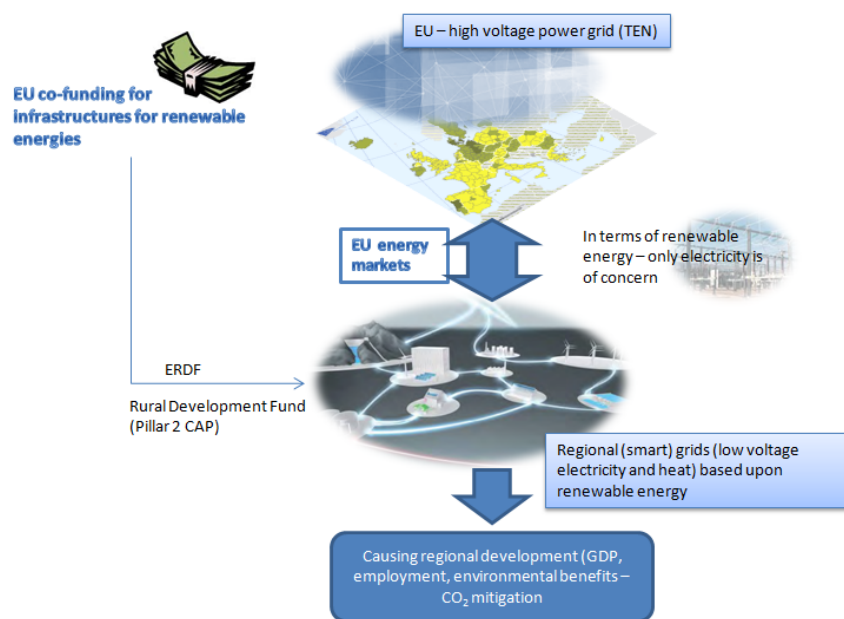 EU – high voltage power grid (TEN)
EU co-funding for
infrastructures for renewable
energies
EU energy
markets
In terms of renewable
energy – only electricity is
of concern
ERDF
Rural Development Fund
(Pillar 2 CAP)
Regional (smart) grids (low voltage
electricity and heat) based upon
renewable energy
Causing regional development (GDP,
employment, environmental benefits –
CO₂ mitigation